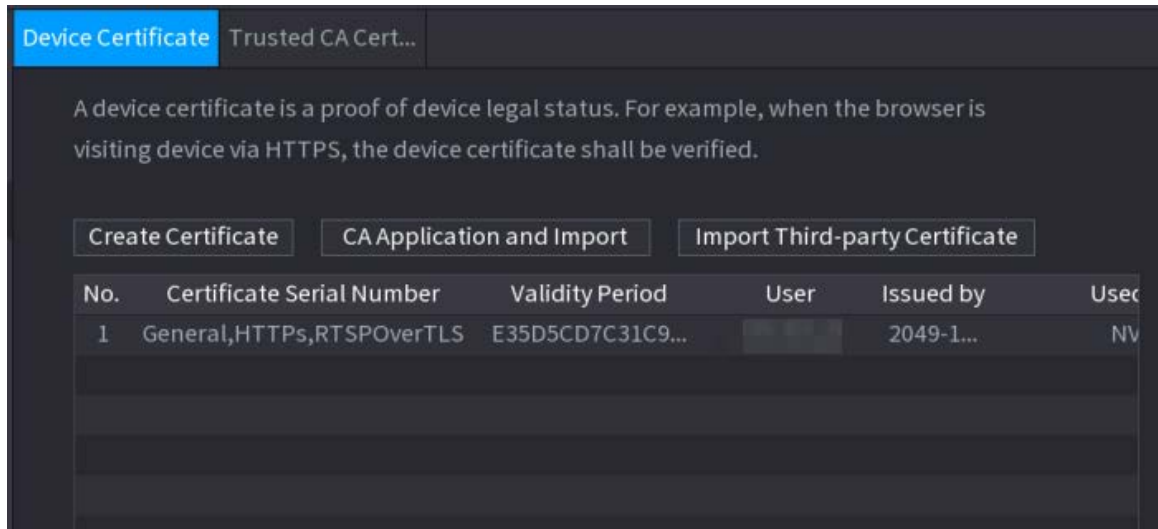 Device Certificate Trusted CA Cert...
A device certificate is a proof of device legal status. For example, when the browser is
visiting device via HTTPS, the device certificate shall be verified.
Create Certificate CA Application and Import Import Third-party Certificate
No. Certificate Serial Number Validity Period User Issued by Used
1 General,HTTPs,RTSPOverTLS E35D5CD7C31C9... 2049-1... NV